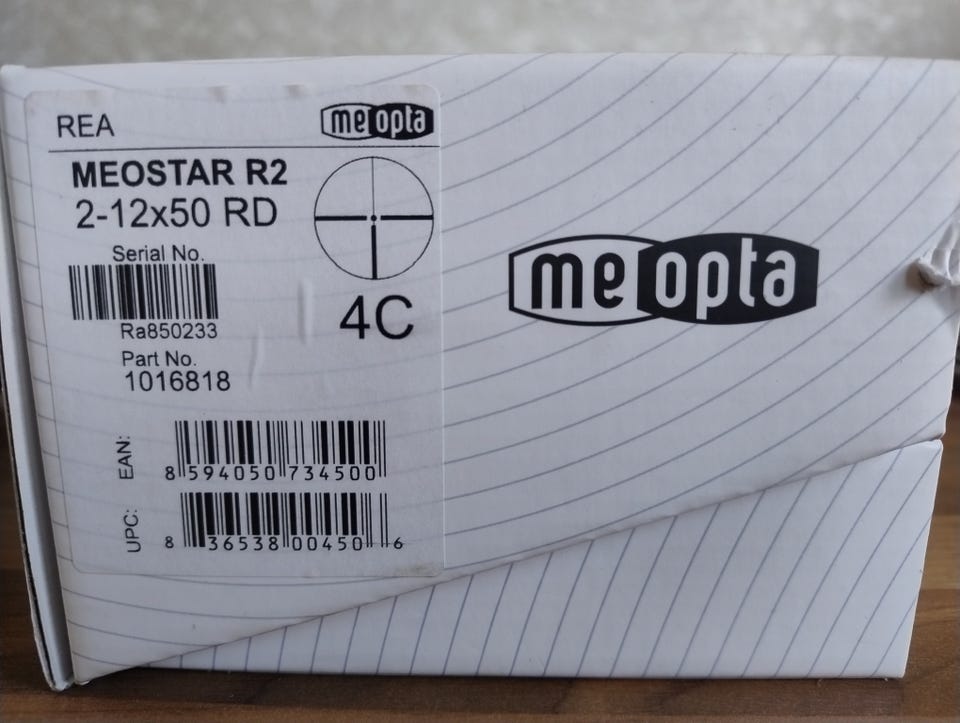 REA
meopta
MEOSTAR R2
2-12x50 RD
Serial No.
Ra850233
4C
Part No.
1016818
EAN:
8 594050 734500
UPC:
8 36538 00450 6
meopta